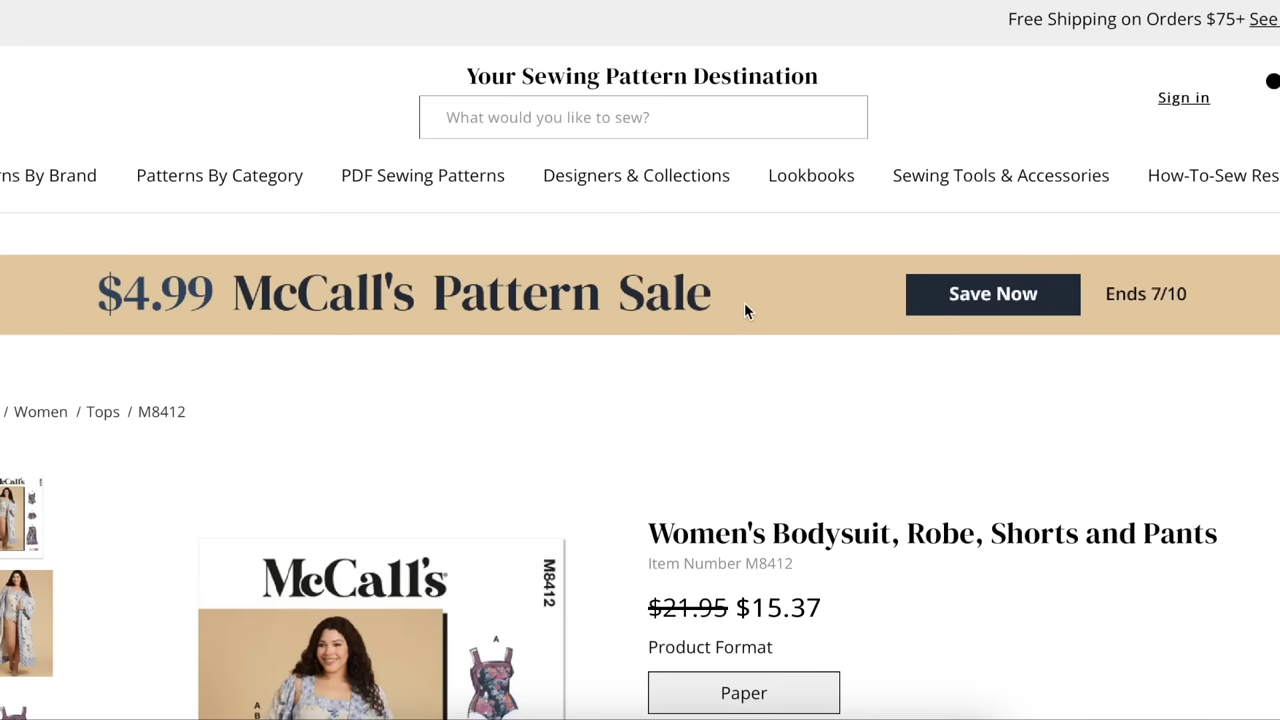 Free Shipping on Orders $75+ See
Your Sewing Pattern Destination
What would you like to sew?
Sign in
rns By Brand
Patterns By Category
PDF Sewing Patterns
Designers & Collections
Lookbooks
Sewing Tools & Accessories
How-To-Sew Res
$4.99 McCall's Pattern Sale
Save Now
Ends 7/10
/ Women / Tops / M8412
McCall's
M8412
A
A
B
Women's Bodysuit, Robe, Shorts and Pants
Item Number M8412
$21.95 $15.37
Product Format
Paper